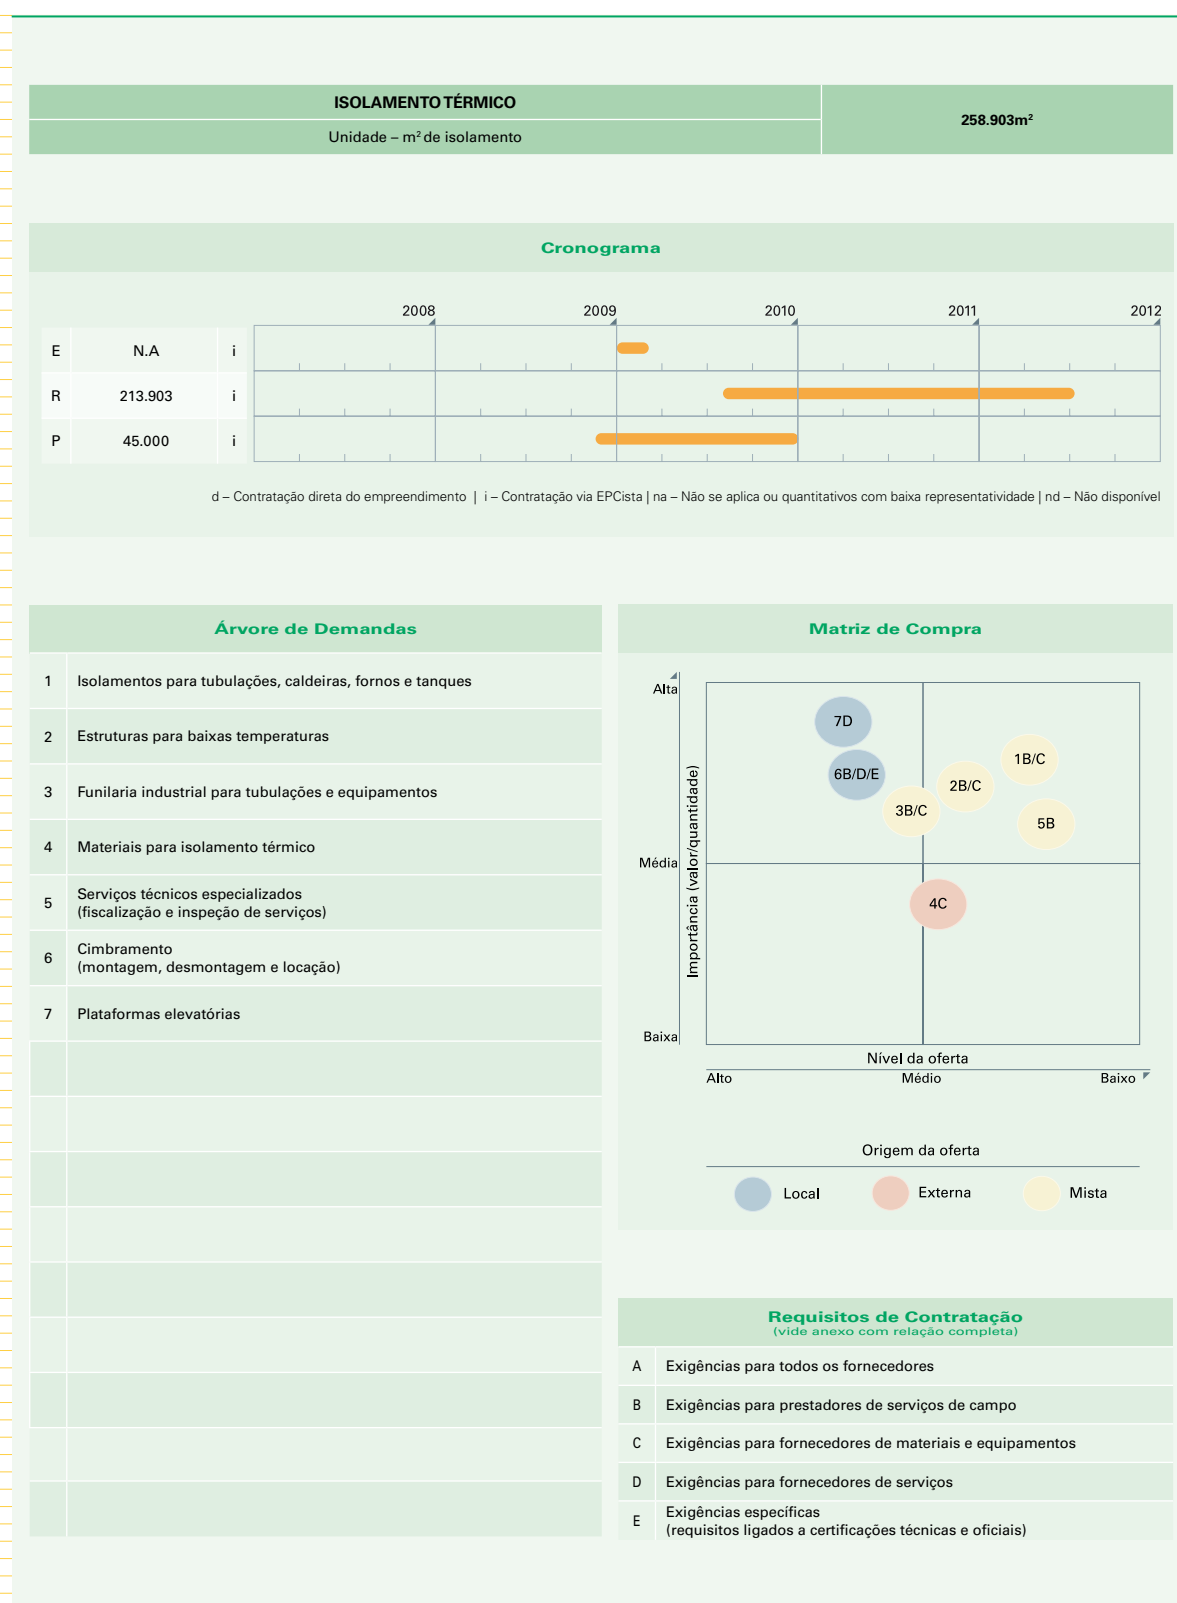 ISOLAMENTO TÉRMICO
Unidade – m² de isolamento
258.903m²
Cronograma
2008 2009 2010 2011 2012
E N.A i
R 213.903 i
P 45.000 i
d – Contratação direta do empreendimento | i – Contratação via EPCista | na – Não se aplica ou quantitativos com baixa representatividade | nd – Não disponível
Árvore de Demandas
1 Isolamentos para tubulações, caldeiras, fornos e tanques
2 Estruturas para baixas temperaturas
3 Funilaria industrial para tubulações e equipamentos
4 Materiais para isolamento térmico
5 Serviços técnicos especializados
(fiscalização e inspeção de serviços)
6 Cimbramento
(montagem, desmontagem e locação)
7 Plataformas elevatórias
Matriz de Compra
Alta
Média
Baixa
Importância (valor/quantidade)
7D
6B/D/E
1B/C
2B/C
3B/C
5B
4C
Nível da oferta
Alto Médio Baixo
Origem da oferta
Local Externa Mista
Requisitos de Contratação
(vide anexo com relação completa)
A Exigências para todos os fornecedores
B Exigências para prestadores de serviços de campo
C Exigências para fornecedores de materiais e equipamentos
D Exigências para fornecedores de serviços
E Exigências específicas
(requisitos ligados a certificações técnicas e oficiais)